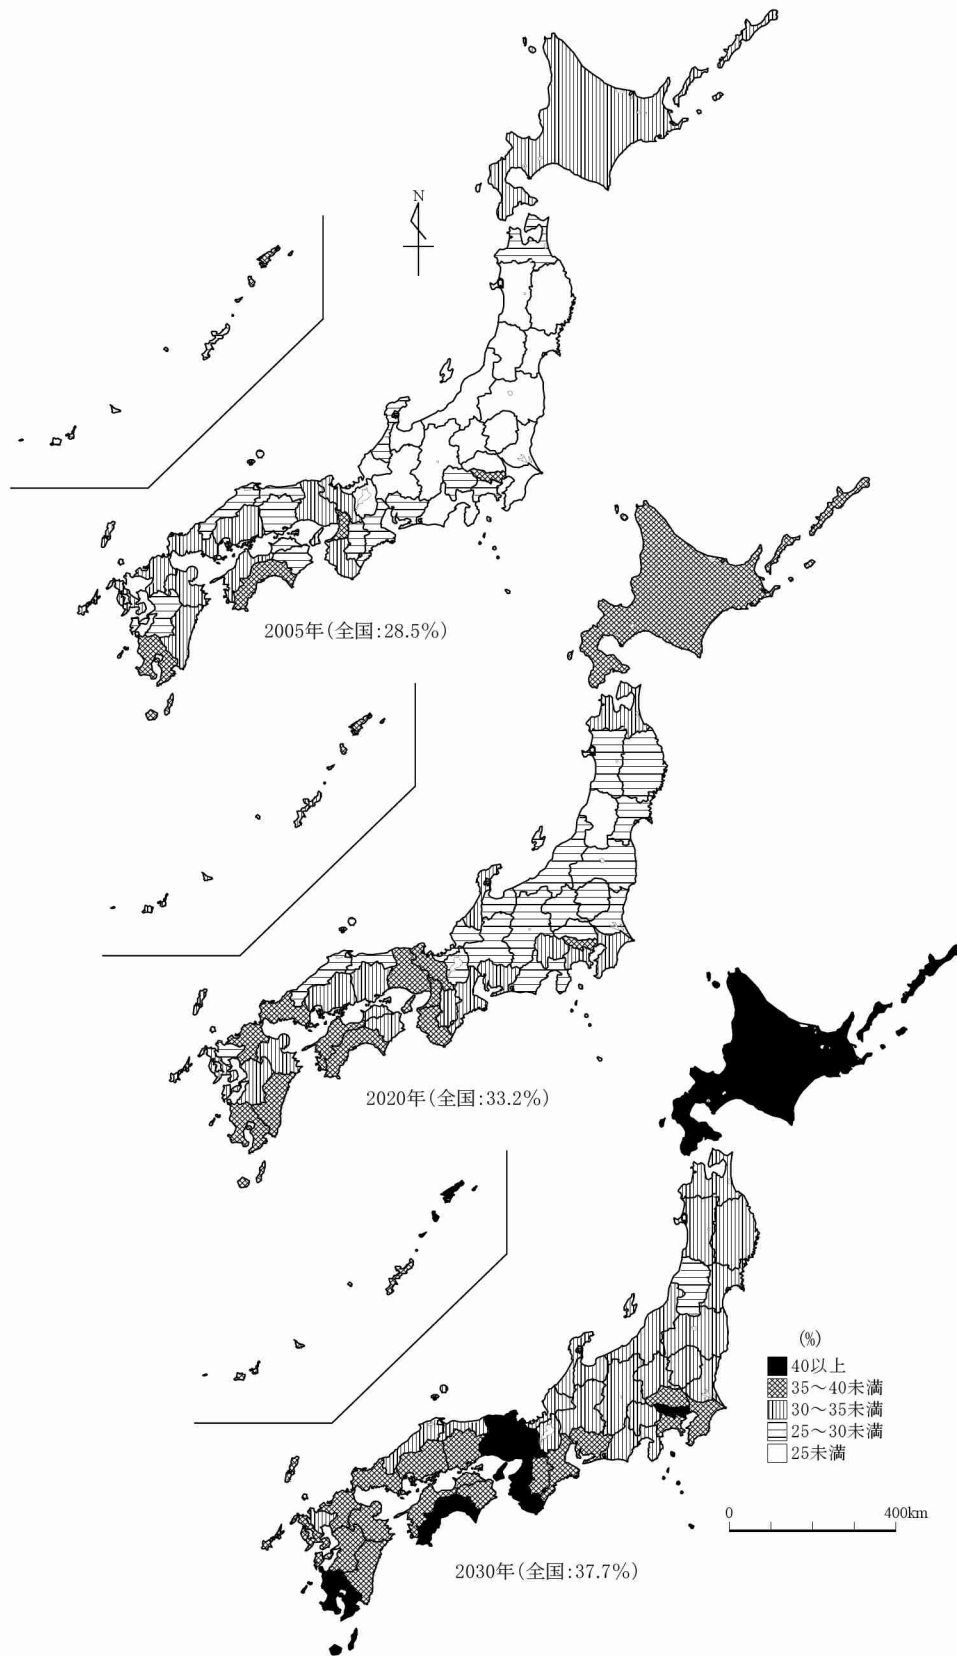 N
2005年(全国:28.5%)
2020年(全国:33.2%)
(%)
40以上
35～40未満
30～35未満
25～30未満
25未満
0 400km
2030年(全国:37.7%)